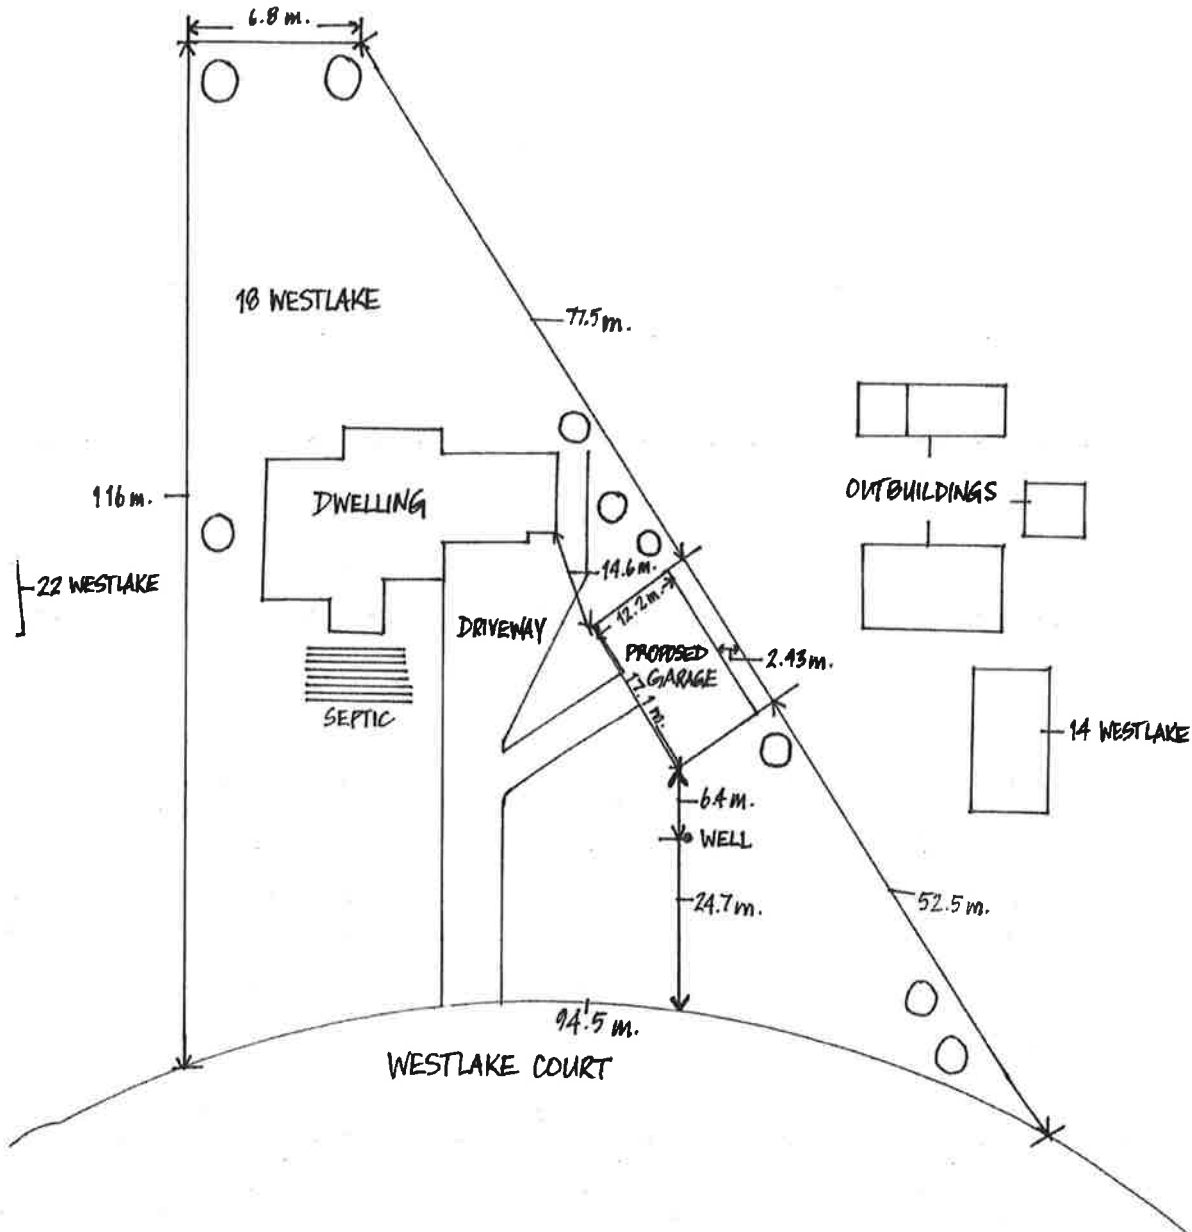 6.8 m.
18 WESTLAKE
77.5 m.
116 m.
DWELLING
OUTBUILDINGS
22 WESTLAKE
14.6 m.
12.2 m.
DRIVEWAY
PROPOSED
GARAGE
2.43 m.
17.1 m.
SEPTIC
14 WESTLAKE
6.4 m.
WELL
24.7 m.
52.5 m.
94.5 m.
WESTLAKE COURT